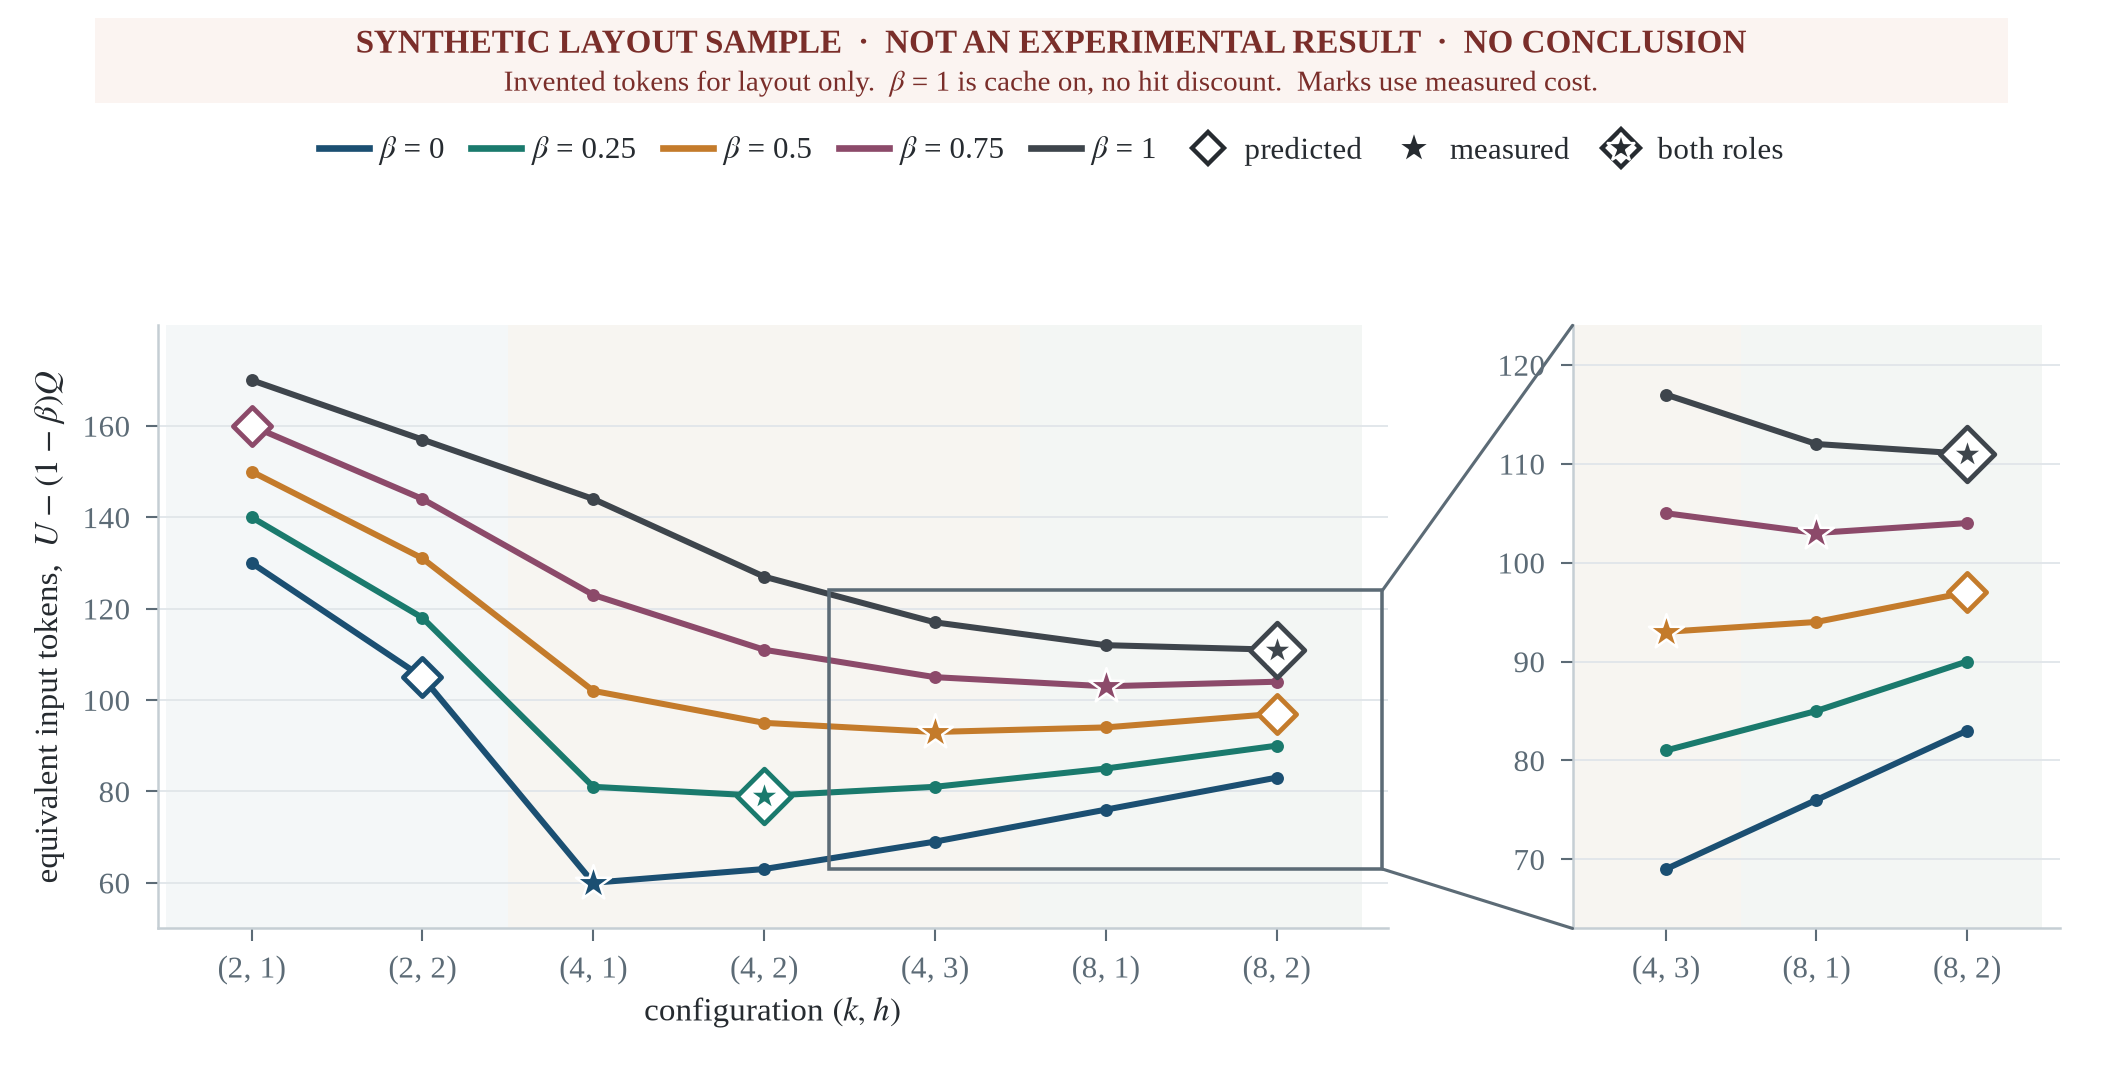 SYNTHETIC LAYOUT SAMPLE · NOT AN EXPERIMENTAL RESULT · NO CONCLUSION
Invented tokens for layout only. β = 1 is cache on, no hit discount. Marks use measured cost.
β = 0 β = 0.25 β = 0.5 β = 0.75 β = 1 predicted measured both roles
equivalent input tokens, U − (1 − β)Q
160
140
120
100
80
60
(2, 1) (2, 2) (4, 1) (4, 2) (4, 3) (8, 1) (8, 2)
configuration (k, h)
120
110
100
90
80
70
(4, 3) (8, 1) (8, 2)